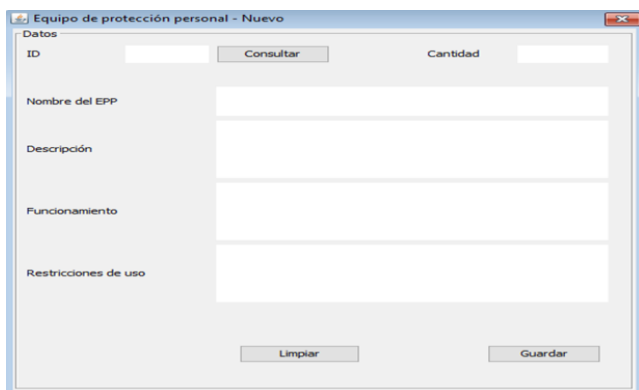 Equipo de protección personal - Nuevo
Datos
ID Consultar Cantidad
Nombre del EPP
Descripción
Funcionamiento
Restricciones de uso
Limpiar Guardar